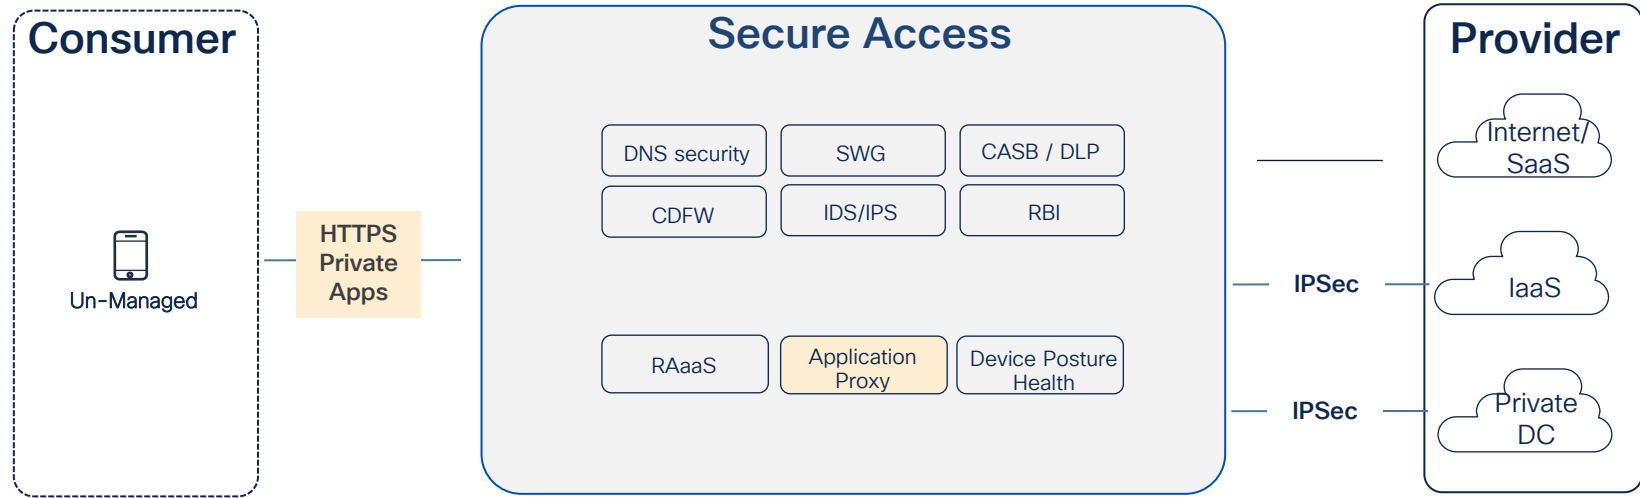 Consumer
Secure Access
Provider
Un-Managed
HTTPS
Private
Apps
DNS security
SWG
CASB / DLP
CDFW
IDS/IPS
RBI
RAaaS
Application
Proxy
Device Posture
Health
IPSec
IPSec
Internet/
SaaS
IaaS
Private
DC